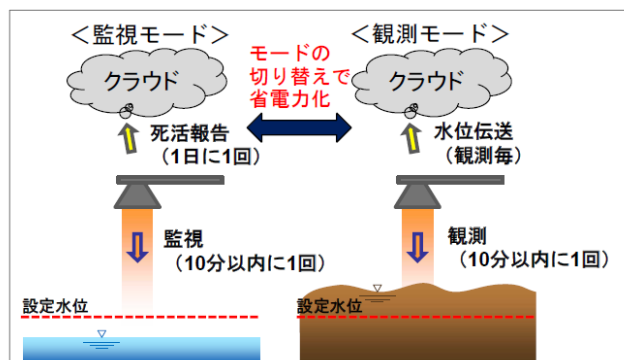 ＜監視モード＞
クラウド
死活報告
（1日に1回）
監視
（10分以内に1回）
設定水位
モードの
切り替えで
省電力化
＜観測モード＞
クラウド
水位伝送
（観測毎）
観測
（10分以内に1回）
設定水位